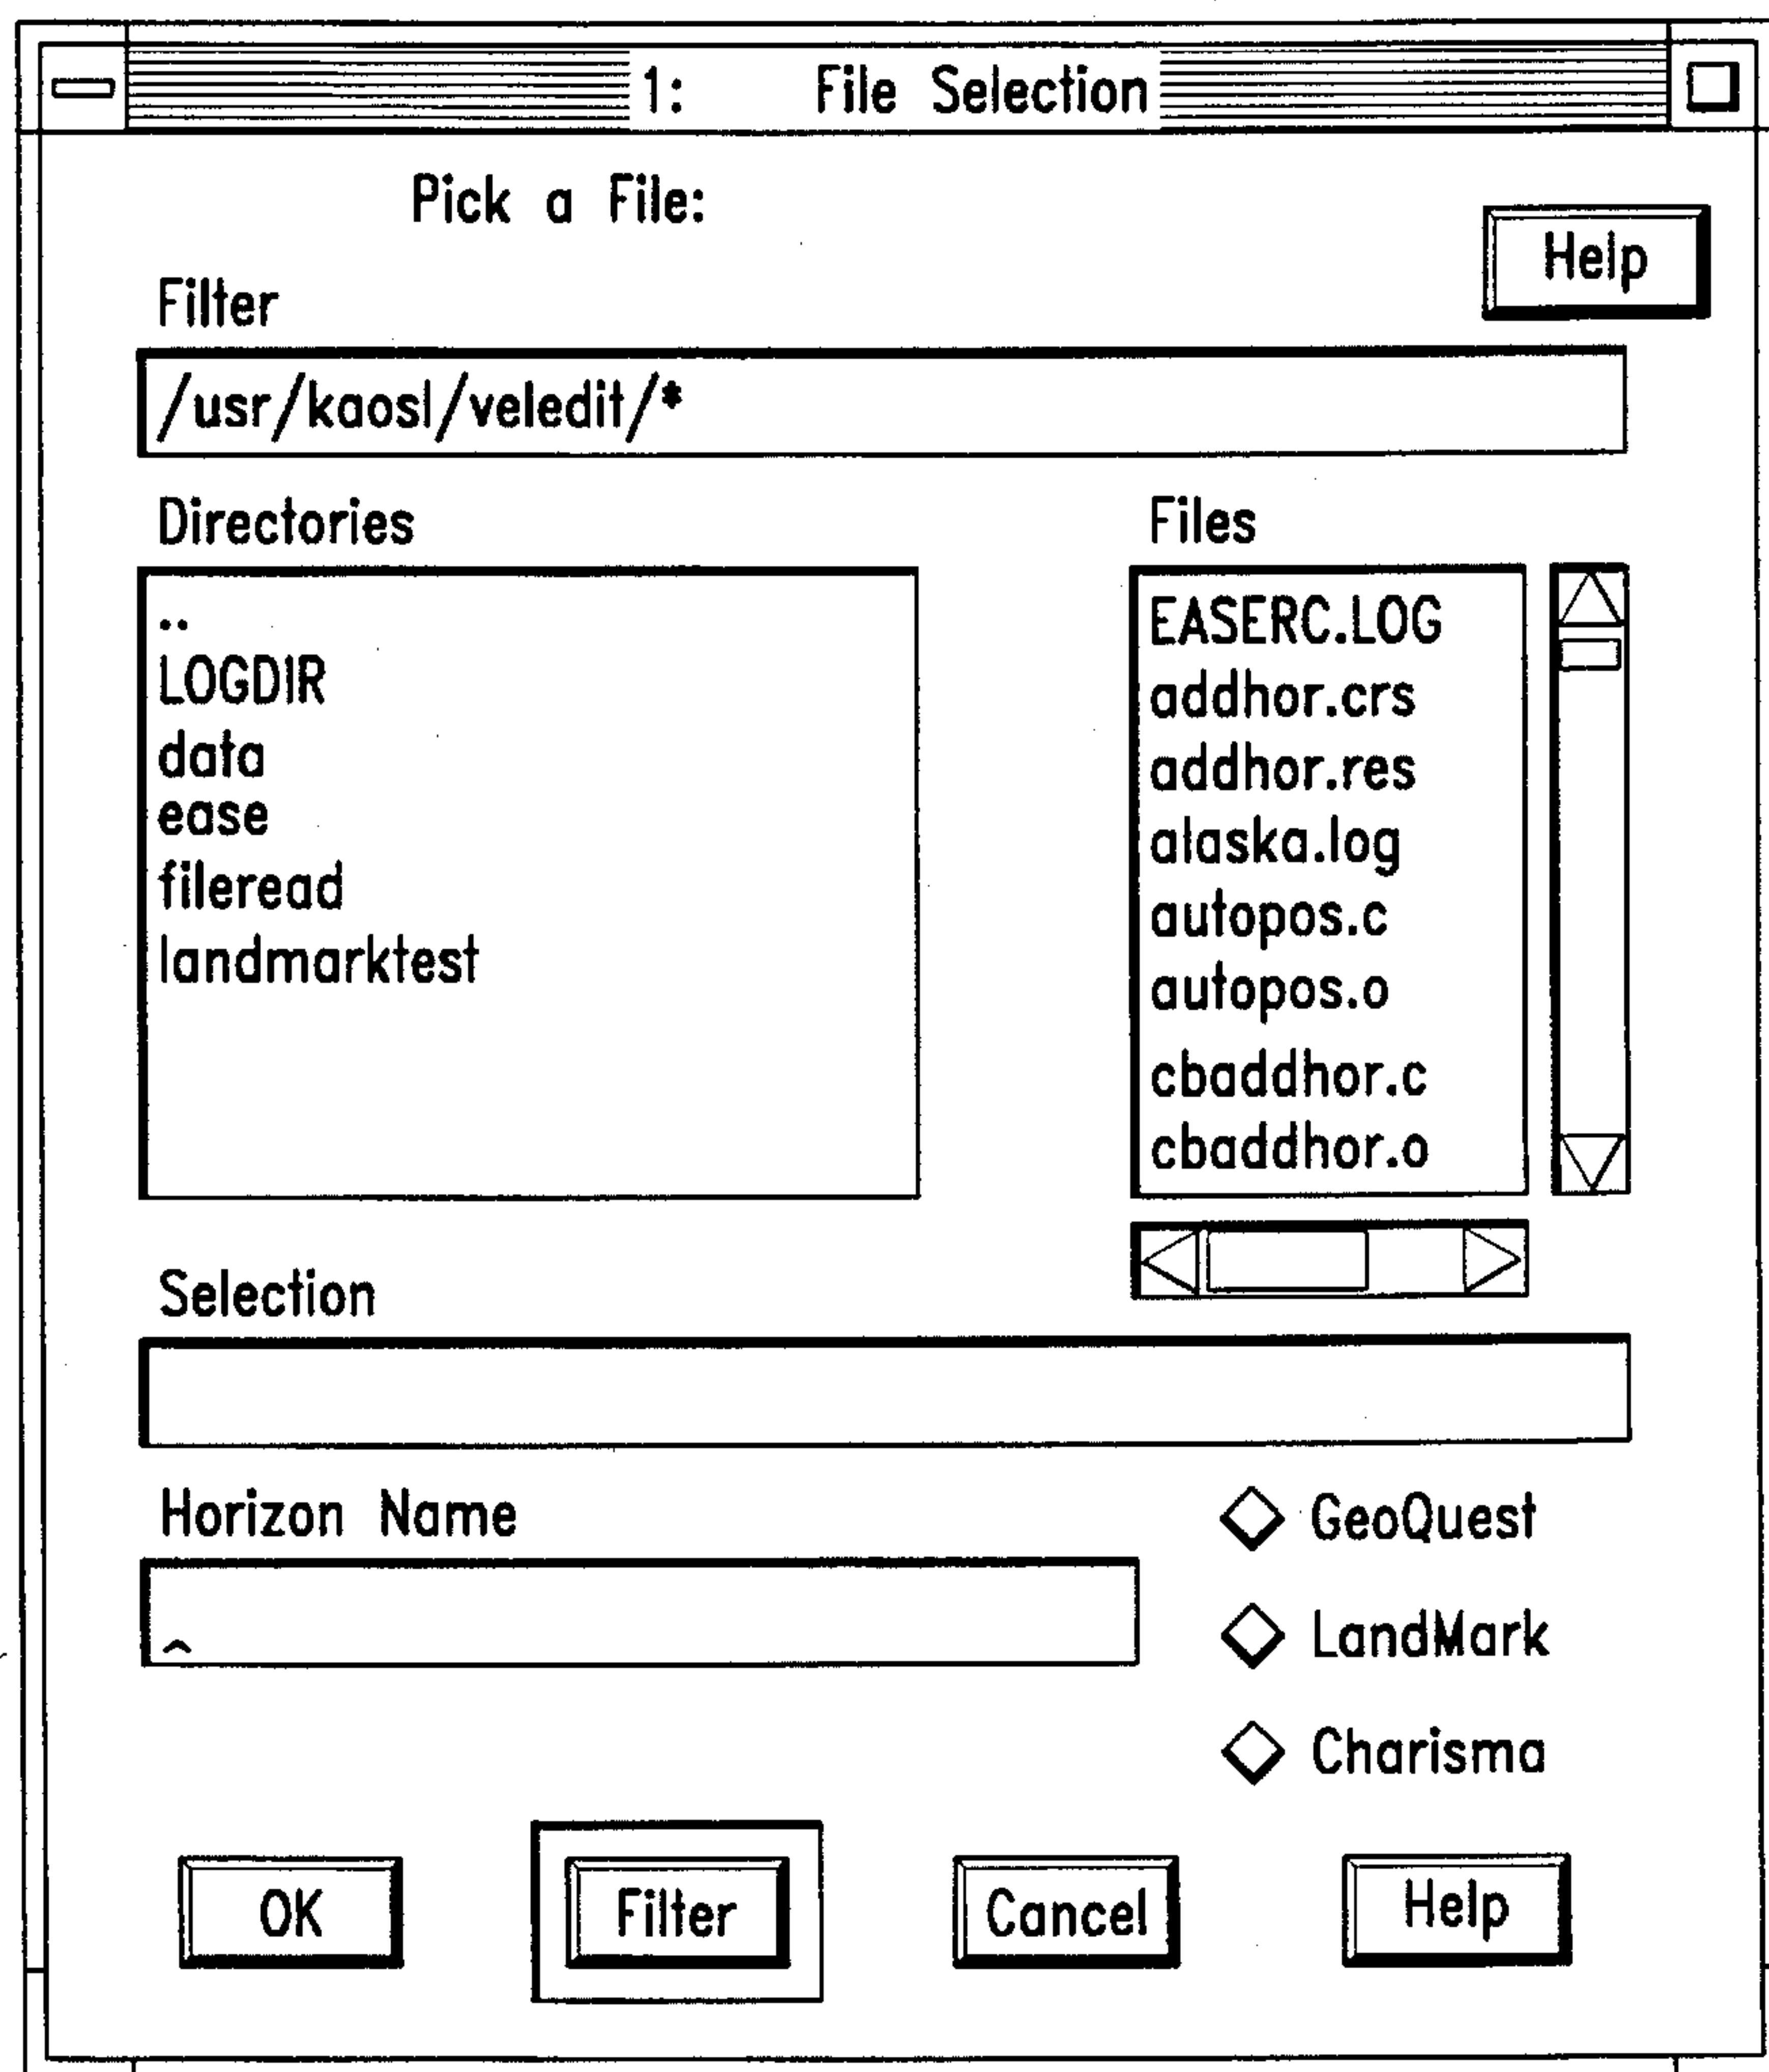 1: File Selection
Pick a File:
Help
Filter
/usr/kaosl/veledit/*
Directories
..
LOGDIR
data
ease
fileread
landmarktest
Files
EASERC.LOG
addhor.crs
addhor.res
alaska.log
autopos.c
autopos.o
cbaddhor.c
cbaddhor.o
Selection
Horizon Name
^
GeoQuest
LandMark
Charisma
OK Filter Cancel Help